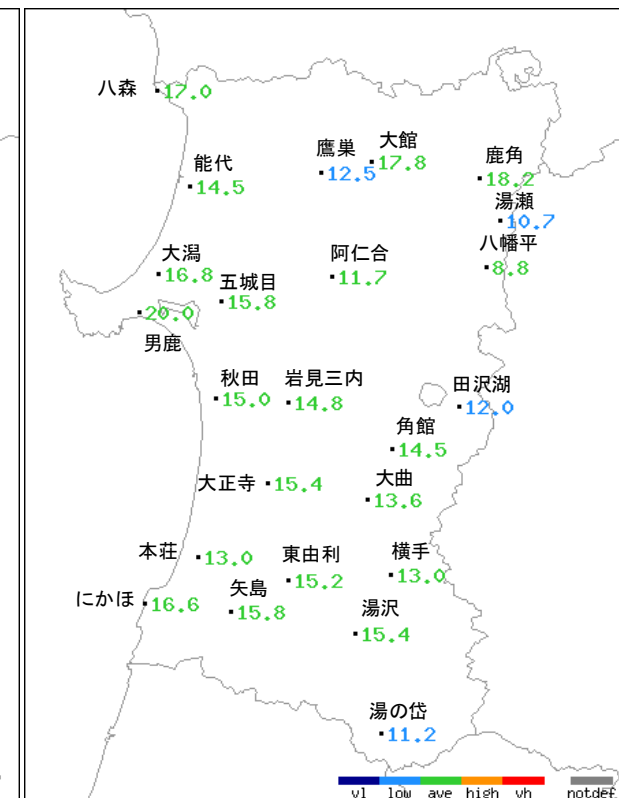 八森
17.0
大館
17.8
鷹巣
12.5
鹿角
18.2
能代
14.5
湯瀬
10.7
八幡平
8.8
大潟
16.8
阿仁合
11.7
五城目
15.8
20.0
男鹿
秋田
15.0
岩見三内
14.8
田沢湖
12.0
角館
14.5
大正寺
15.4
大曲
13.6
本荘
13.0
東由利
15.2
横手
13.0
にかほ
16.6
矢島
15.8
湯沢
15.4
湯の岱
11.2
vl low ave high vh notdef